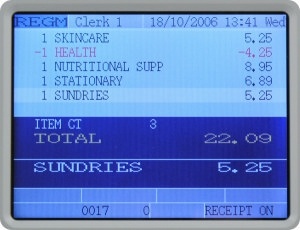 REGM Clerk 1 18/10/2006 13:41 Wed
1 SKINCARE 5.25
-1 HEALTH -4.25
1 NUTRITIONAL SUPP 8.95
1 STATIONARY 6.89
1 SUNDRIES 5.25
ITEM CT 3
TOTAL 22.09
SUNDRIES 5.25
0017 0 RECEIPT ON